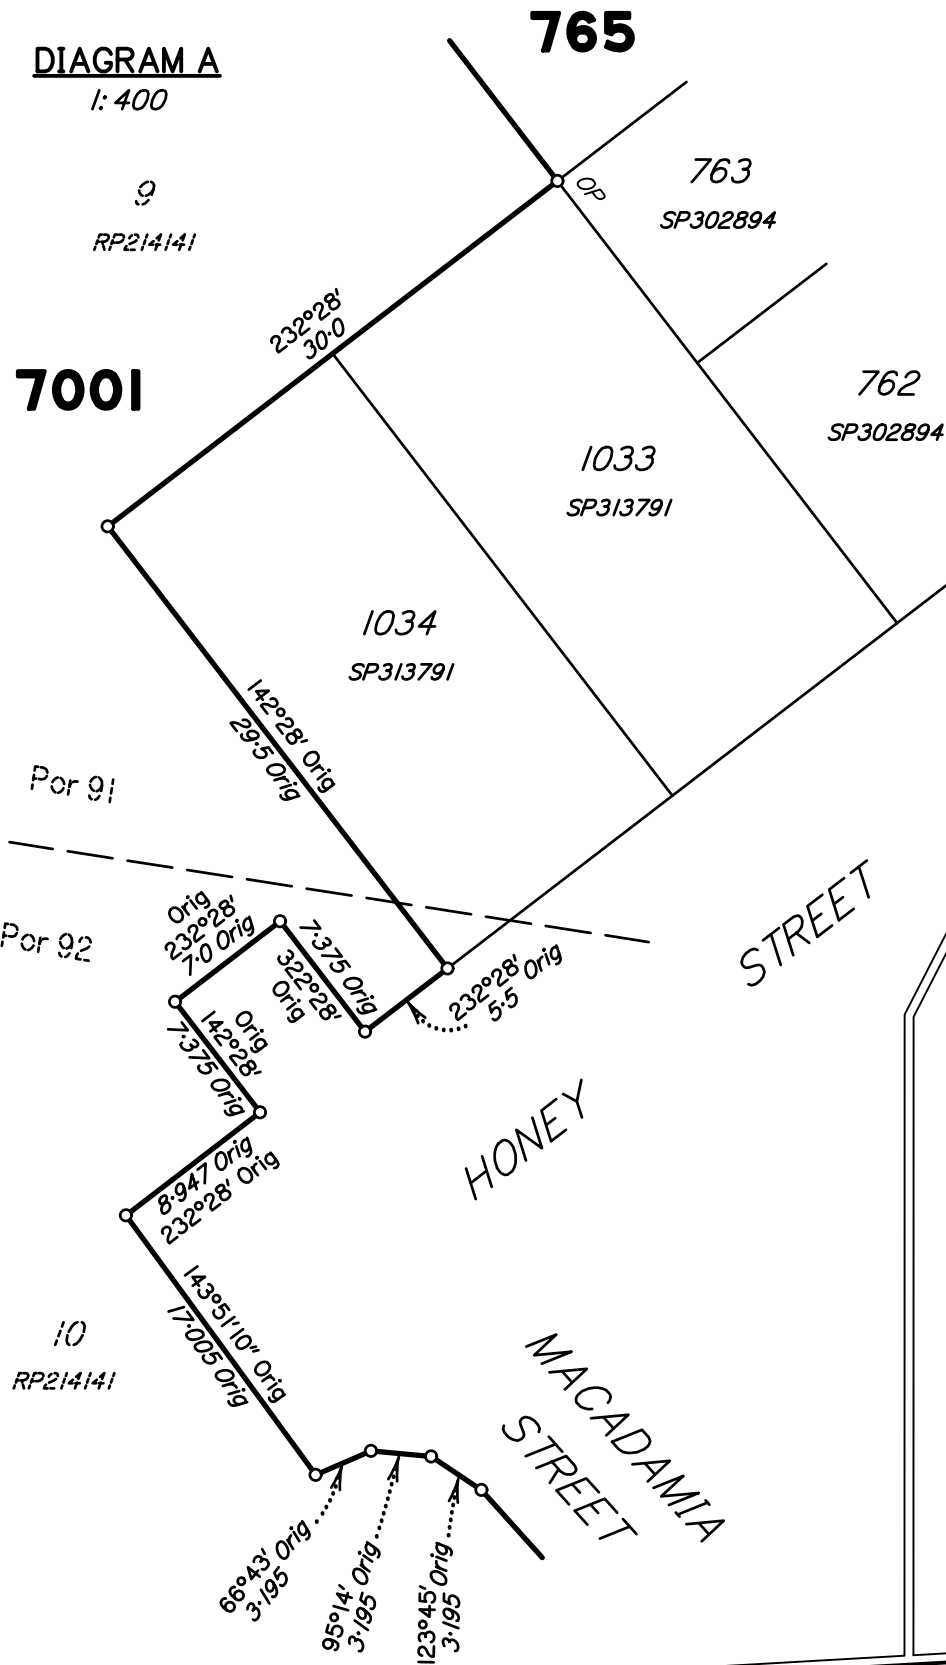 765
DIAGRAM A
1:400
763
SP302894
OP
9
RP214141
232°28'
30·0
7001
762
SP302894
1033
SP313791
1034
SP313791
142°28' Orig
29·5 Orig
Por 91
Por 92
Orig
232°28'
7·0 Orig
7·375 Orig
322°28'
Orig
232°28' Orig
5·5
STREET
Orig
142°28'
7·375 Orig
HONEY
8·947 Orig
232°28' Orig
143°51'10" Orig
17·005 Orig
10
RP214141
MACADAMIA
STREET
66°43' Orig
3·195
95°14' Orig
3·195
123°45' Orig
3·195